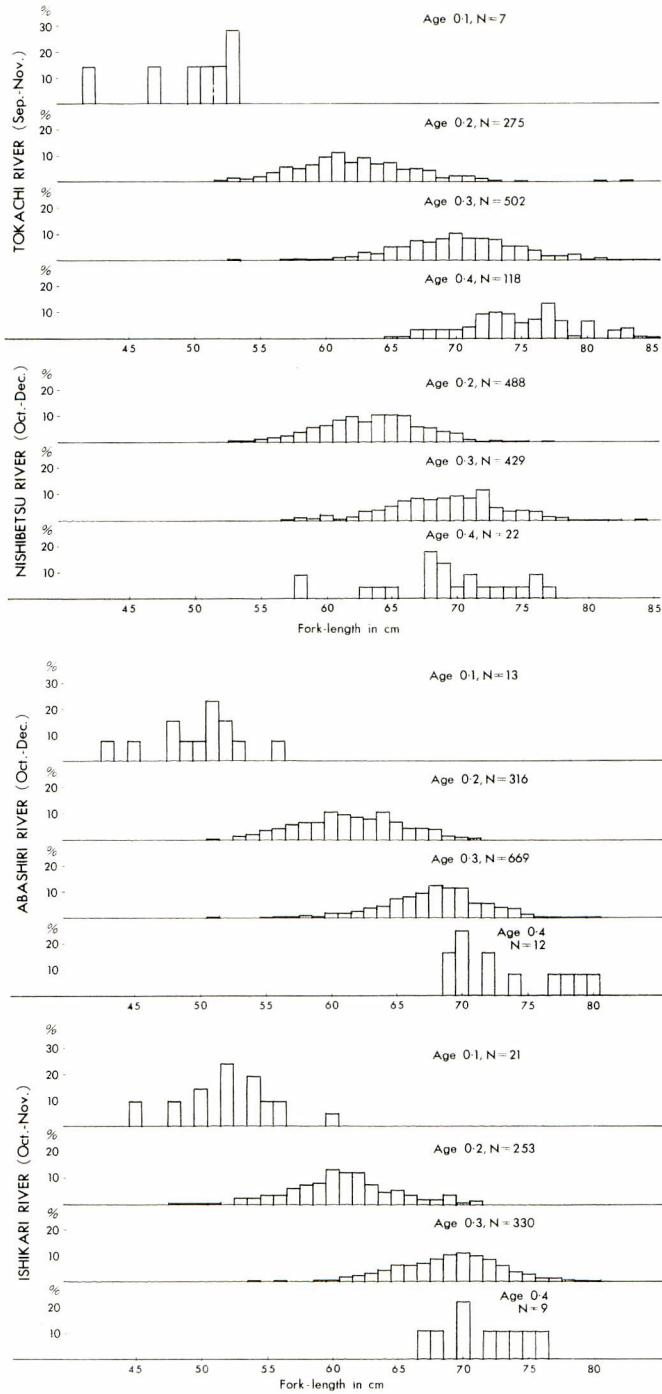 TOKACHI RIVER (Sep.-Nov.)
%
30
20
10
Age 0·1, N=7
%
20
10
Age 0·2, N=275
%
20
10
Age 0·3, N=502
%
20
10
Age 0·4, N=118
45 50 55 60 65 70 75 80 85
NISHIBETSU RIVER (Oct.-Dec.)
%
20
10
Age 0·2, N=488
%
20
10
Age 0·3, N=429
%
20
10
Age 0·4, N=22
45 50 55 60 65 70 75 80 85
Fork-length in cm
ABASHIRI RIVER (Oct.-Dec.)
%
30
20
10
Age 0·1, N=13
%
20
10
Age 0·2, N=316
%
20
10
Age 0·3, N=669
%
20
10
Age 0·4
N=12
45 50 55 60 65 70 75 80 85
ISHIKARI RIVER (Oct.-Nov.)
%
30
20
10
Age 0·1, N=21
%
20
10
Age 0·2, N=253
%
20
10
Age 0·3, N=330
%
20
10
Age 0·4
N=9
45 50 55 60 65 70 75 80 85
Fork-length in cm